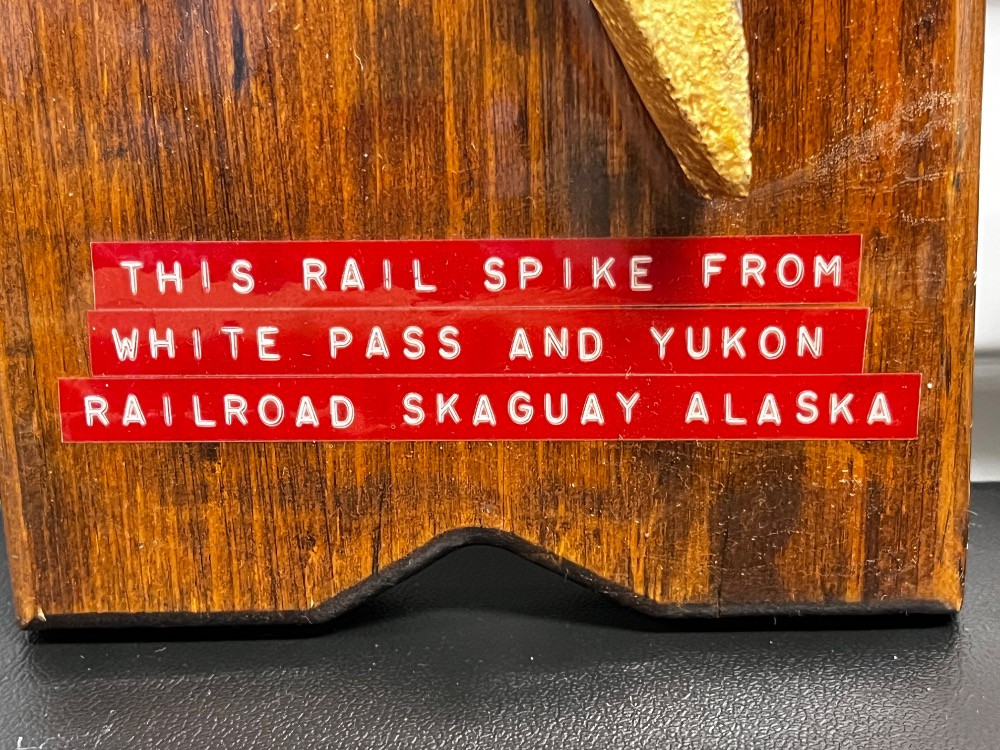 THIS RAIL SPIKE FROM
WHITE PASS AND YUKON
RAILROAD SKAGUAY ALASKA